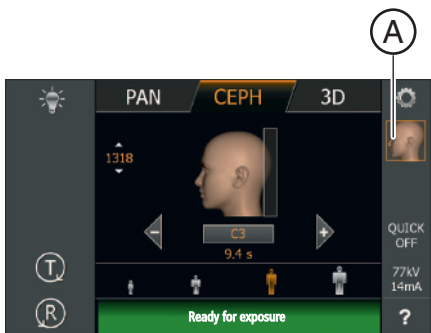 A
PAN CEPH 3D
1318
C3
9.4 s
QUICK
OFF
77kV
14mA
T
R
Ready for exposure
?